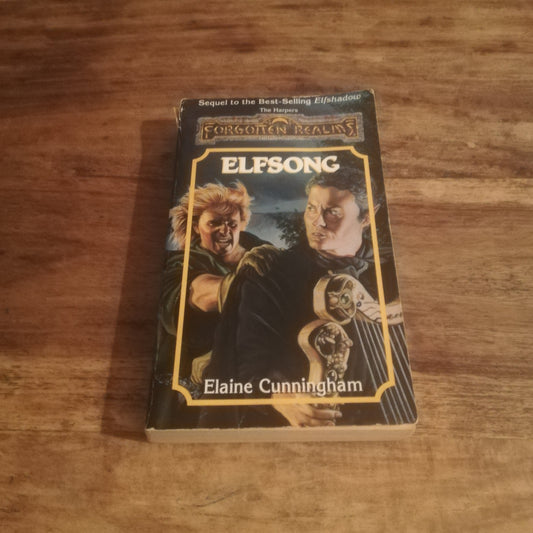 Sequel to the Best-Selling Elfshadow
The Harpers
FORGOTTEN REALMS
ELFSONG
Elaine Cunningham